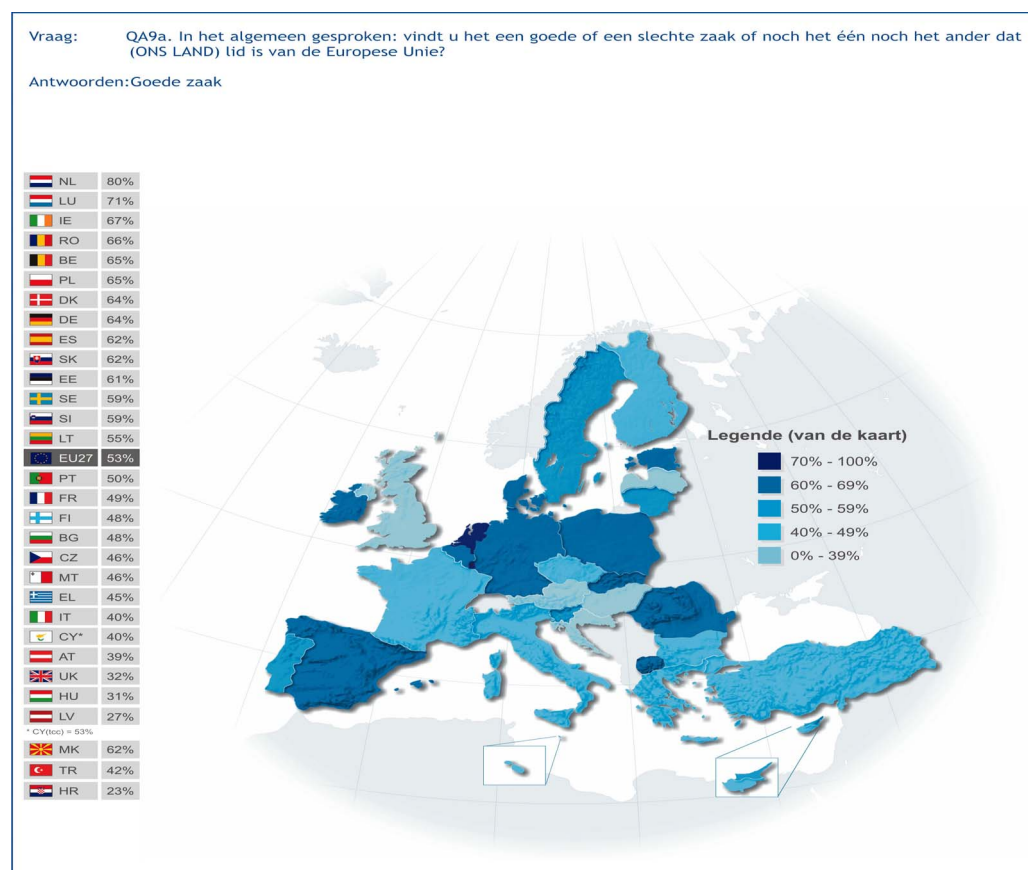 Vraag: QA9a. In het algemeen gesproken: vindt u het een goede of een slechte zaak of noch het één noch het ander dat
(ONS LAND) lid is van de Europese Unie?
Antwoorden:Goede zaak
NL 80%
LU 71%
IE 67%
RO 66%
BE 65%
PL 65%
DK 64%
DE 64%
ES 62%
SK 62%
EE 61%
SE 59%
SI 59%
LT 55%
EU27 53%
PT 50%
FR 49%
FI 48%
BG 48%
CZ 46%
MT 46%
EL 45%
IT 40%
CY* 40%
AT 39%
UK 32%
HU 31%
LV 27%
* CY(tcc) = 53%
MK 62%
TR 42%
HR 23%
Legende (van de kaart)
70% - 100%
60% - 69%
50% - 59%
40% - 49%
0% - 39%